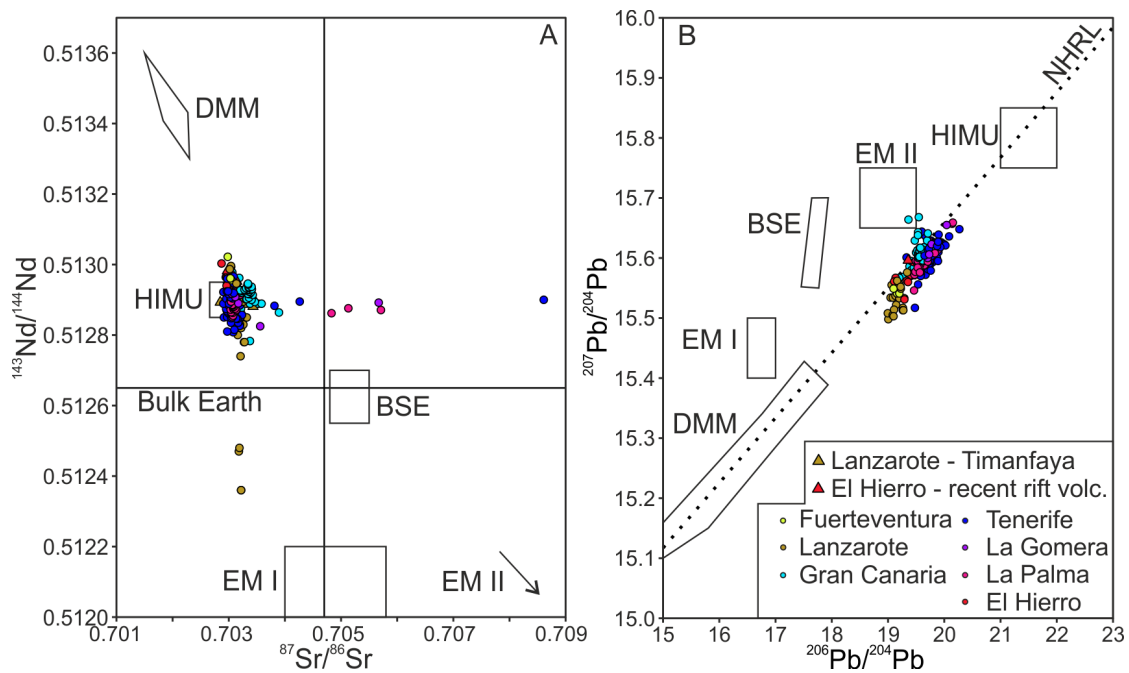 A
0.5136
0.5134
0.5132
0.5130
0.5128
0.5126
0.5124
0.5122
0.5120
143Nd/144Nd
DMM
HIMU
Bulk Earth
BSE
EM I
EM II
0.701
0.703
0.705
0.707
0.709
87Sr/86Sr
B
16.0
15.9
15.8
15.7
15.6
15.5
15.4
15.3
15.2
15.1
15.0
207Pb/204Pb
NHRL
HIMU
EM II
BSE
EM I
DMM
Lanzarote - Timanfaya
El Hierro - recent rift volc.
Fuerteventura
Lanzarote
Gran Canaria
Tenerife
La Gomera
La Palma
El Hierro
15
16
17
18
19
20
21
22
23
206Pb/204Pb